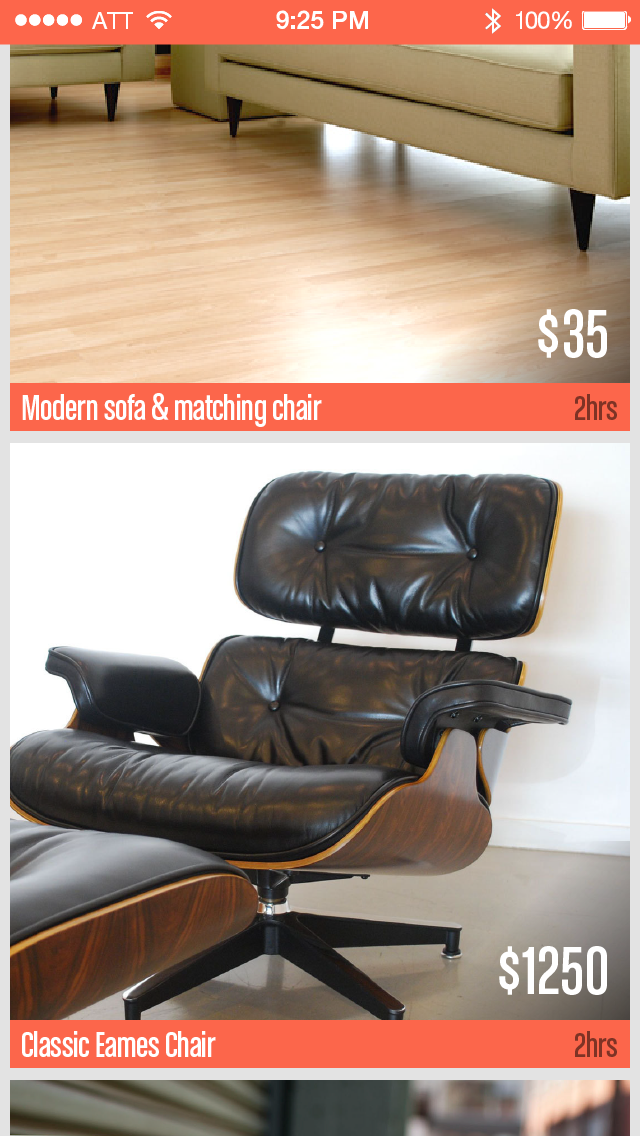 ATT 9:25 PM 100%
$35
Modern sofa & matching chair 2hrs
$1250
Classic Eames Chair 2hrs